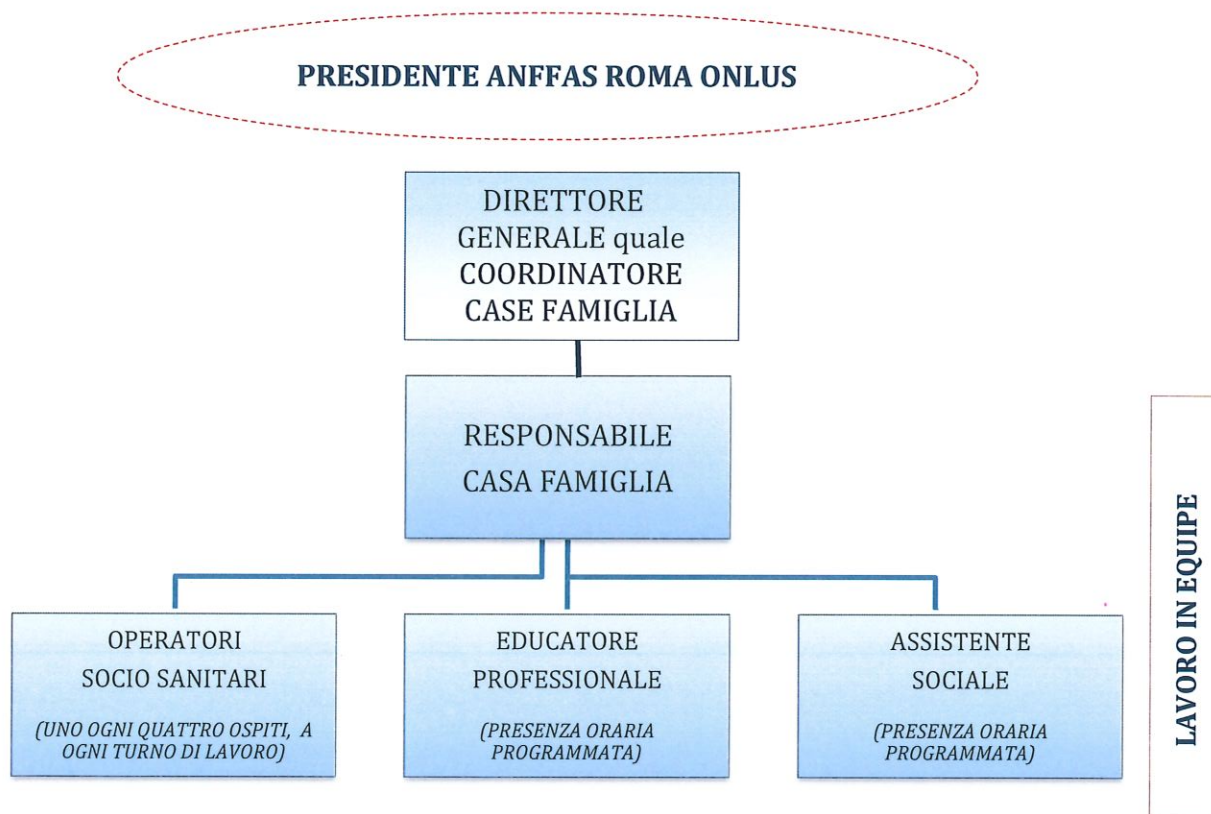 PRESIDENTE ANFFAS ROMA ONLUS
DIRETTORE
GENERALE quale
COORDINATORE
CASE FAMIGLIA
RESPONSABILE
CASA FAMIGLIA
OPERATORI
SOCIO SANITARI
(UNO OGNI QUATTRO OSPITI, A
OGNI TURNO DI LAVORO)
EDUCATORE
PROFESSIONALE
(PRESENZA ORARIA
PROGRAMMATA)
ASSISTENTE
SOCIALE
(PRESENZA ORARIA
PROGRAMMATA)
LAVORO IN EQUIPE